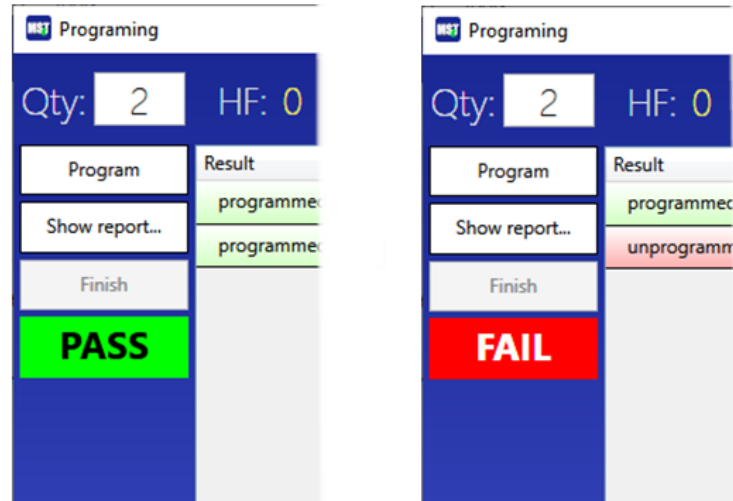 MST Programing
Qty: 2 HF: 0
Program
Show report...
Finish
PASS
Result
programmed
programmed
MST Programing
Qty: 2 HF: 0
Program
Show report...
Finish
FAIL
Result
programmed
unprogramm